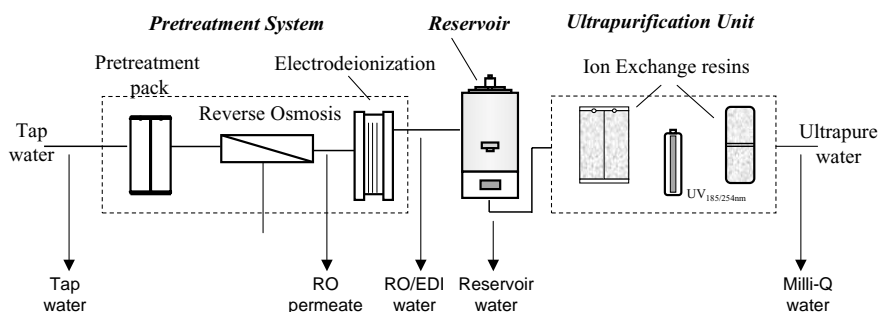 Pretreatment System
Reservoir
Ultrapurification Unit
Pretreatment
pack
Electrodeionization
Ion Exchange resins
Reverse Osmosis
Tap
water
Ultrapure
water
UV185/254nm
Tap
water
RO
permeate
RO/EDI
water
Reservoir
water
Milli-Q
water